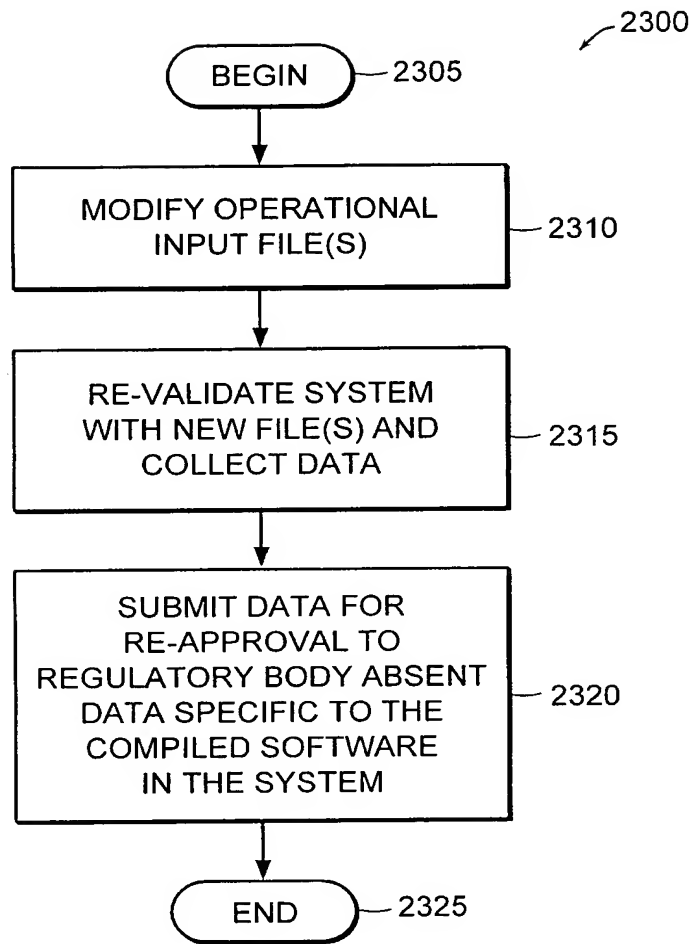 2300
BEGIN
2305
MODIFY OPERATIONAL
INPUT FILE(S)
2310
RE-VALIDATE SYSTEM
WITH NEW FILE(S) AND
COLLECT DATA
2315
SUBMIT DATA FOR
RE-APPROVAL TO
REGULATORY BODY ABSENT
DATA SPECIFIC TO THE
COMPILED SOFTWARE
IN THE SYSTEM
2320
END
2325